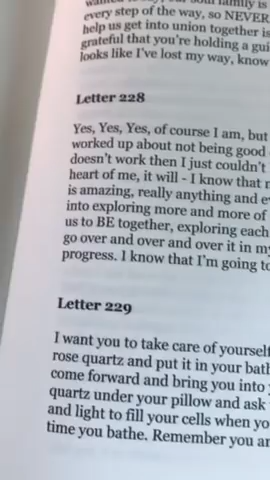 every step of the way, so NEVER
help us get into union together is
grateful that you're holding a gui
looks like I've lost my way, know
Letter 228
Yes, Yes, Yes, of course I am, but
worked up about not being good
doesn't work then I just couldn't
heart of me, it will - I know that
is amazing, really anything and e
into exploring more and more of
us to BE together, exploring each
go over and over and over it in m
progress. I know that I'm going to
Letter 229
I want you to take care of yourself
rose quartz and put it in your bath
come forward and bring you into
quartz under your pillow and ask
and light to fill your cells when yo
time you bathe. Remember you ar